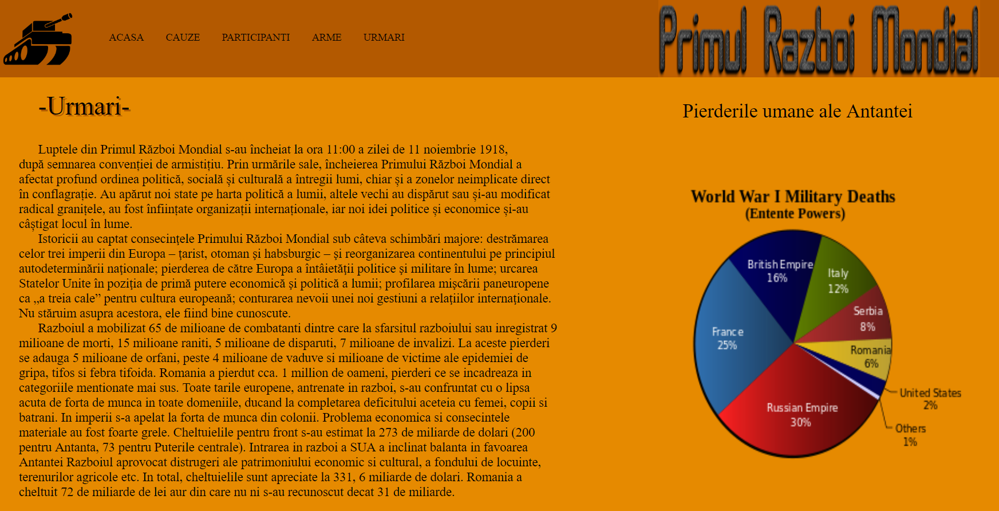 ACASA CAUZE PARTICIPANTI ARME URMARI
Primul Razboi Mondial
-Urmari-
Luptele din Primul Război Mondial s-au încheiat la ora 11:00 a zilei de 11 noiembrie 1918,
după semnarea convenției de armistițiu. Prin urmările sale, încheierea Primului Război Mondial a
afectat profund ordinea politică, socială și culturală a întregii lumi, chiar și a zonelor neimplicate direct
în conflagrație. Au apărut noi state pe harta politică a lumii, altele vechi au dispărut sau și-au modificat
radical granițele, au fost înființate organizații internaționale, iar noi idei politice și economice și-au
câștigat locul în lume.
Istoricii au captat consecinţele Primului Război Mondial sub câteva schimbări majore: destrămarea
celor trei imperii din Europa – ţarist, otoman şi habsburgic – şi reorganizarea continentului pe principiul
autodeterminării naţionale; pierderea de către Europa a întâietăţii politice şi militare în lume; urcarea
Statelor Unite în poziţia de primă putere economică şi politică a lumii; profilarea mişcării paneuropene
ca „a treia cale” pentru cultura europeană; conturarea nevoii unei noi gestiuni a relaţiilor internaţionale.
Nu stăruim asupra acestora, ele fiind bine cunoscute.
Razboiul a mobilizat 65 de milioane de combatanti dintre care la sfarsitul razboiului sau inregistrat 9
milioane de morti, 15 milioane raniti, 5 milioane de disparuti, 7 milioane de invalizi. La aceste pierderi
se adauga 5 milioane de orfani, peste 4 milioane de vaduve si milioane de victime ale epidemiei de
gripa, tifos si febra tifoida. Romania a pierdut cca. 1 million de oameni, pierderi ce se incadreaza in
categoriile mentionate mai sus. Toate tarile europene, antrenate in razboi, s-au confruntat cu o lipsa
acuta de forta de munca in toate domeniile, ducand la completarea deficitului aceteia cu femei, copii si
batrani. In imperii s-a apelat la forta de munca din colonii. Problema economica si consecintele
materiale au fost foarte grele. Cheltuielile pentru front s-au estimat la 273 de miliarde de dolari (200
pentru Antanta, 73 pentru Puterile centrale). Intrarea in razboi a SUA a inclinat balanta in favoarea
Antantei Razboiul aprovocat distrugeri ale patrimoniului economic si cultural, a fondului de locuinte,
terenurilor agricole etc. In total, cheltuielile sunt apreciate la 331, 6 miliarde de dolari. Romania a
cheltuit 72 de miliarde de lei aur din care nu ni s-au recunoscut decat 31 de miliarde.
Pierderile umane ale Antantei
World War I Military Deaths
(Entente Powers)
British Empire
16%
Italy
12%
Serbia
8%
France
25%
Romania
6%
United States
2%
Russian Empire
30%
Others
1%